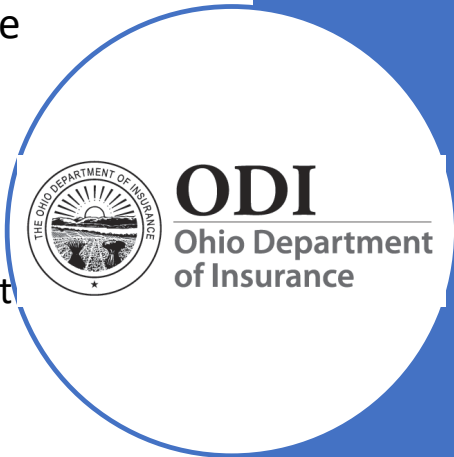 e
THE OHIO DEPARTMENT OF INSURANCE
ODI
Ohio Department
of Insurance
t